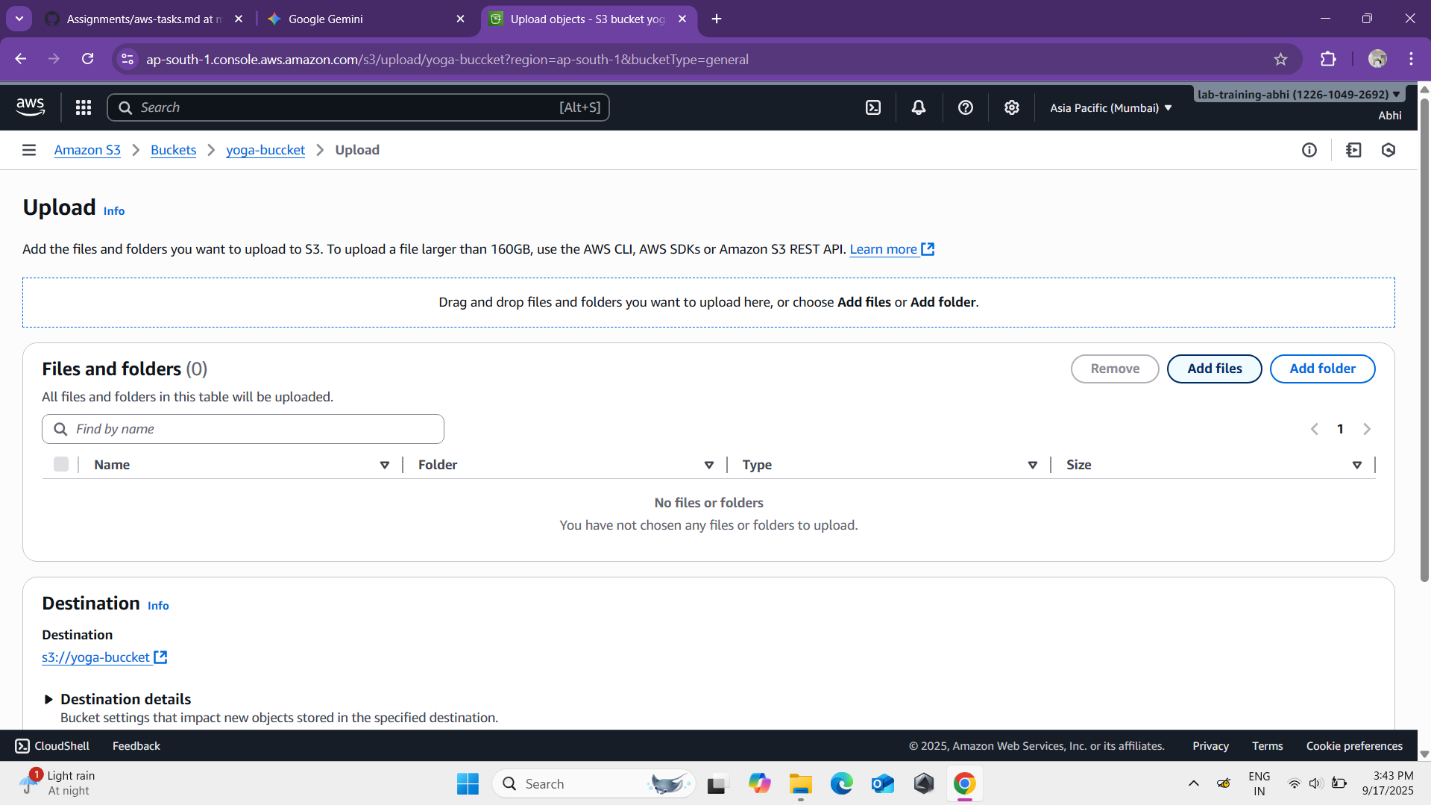 Assignments/aws-tasks.md at n
Google Gemini
Upload objects - S3 bucket yog
ap-south-1.console.aws.amazon.com/s3/upload/yoga-buccket?region=ap-south-1&bucketType=general
aws
Search [Alt+S]
Asia Pacific (Mumbai)
lab-training-abhi (1226-1049-2692)
Abhi
Amazon S3
Buckets
yoga-buccket
Upload
Upload Info
Add the files and folders you want to upload to S3. To upload a file larger than 160GB, use the AWS CLI, AWS SDKs or Amazon S3 REST API. Learn more
Drag and drop files and folders you want to upload here, or choose Add files or Add folder.
Files and folders (0)
Remove
Add files
Add folder
All files and folders in this table will be uploaded.
Find by name
1
Name
Folder
Type
Size
No files or folders
You have not chosen any files or folders to upload.
Destination Info
Destination
s3://yoga-buccket
Destination details
Bucket settings that impact new objects stored in the specified destination.
CloudShell
Feedback
© 2025, Amazon Web Services, Inc. or its affiliates.
Privacy
Terms
Cookie preferences
1
Light rain
At night
Search
ENG
IN
3:43 PM
9/17/2025